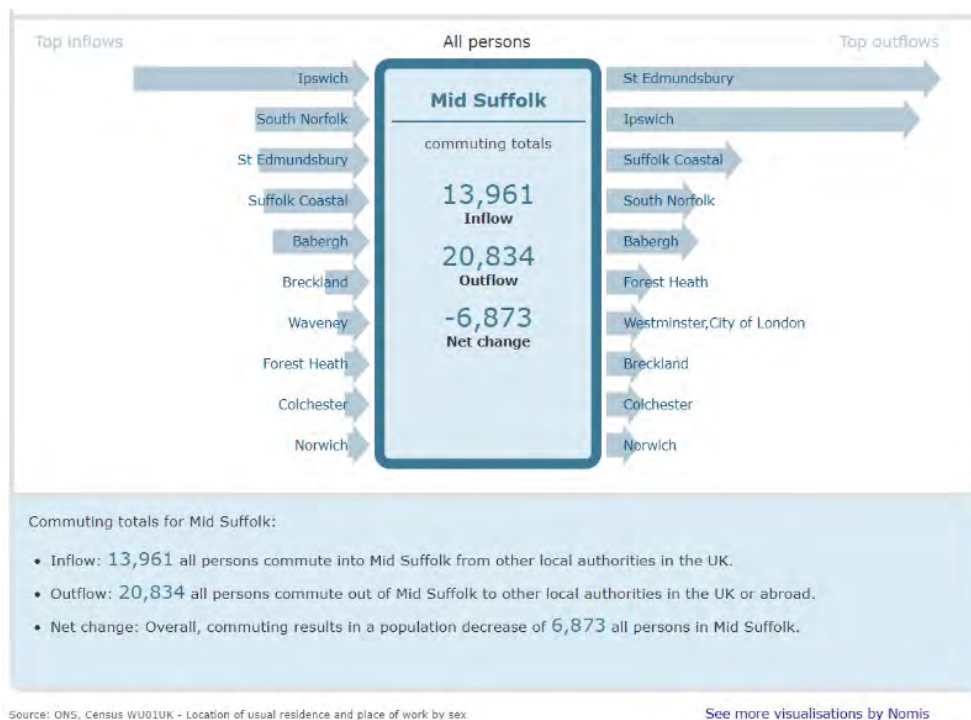 Top inflows
All persons
Top outflows
Ipswich
South Norfolk
St Edmundsbury
Suffolk Coastal
Babergh
Breckland
Waveney
Forest Heath
Colchester
Norwich
Mid Suffolk
commuting totals
13,961
Inflow
20,834
Outflow
-6,873
Net change
St Edmundsbury
Ipswich
Suffolk Coastal
South Norfolk
Babergh
Forest Heath
Westminster,City of London
Breckland
Colchester
Norwich
Commuting totals for Mid Suffolk:
• Inflow: 13,961 all persons commute into Mid Suffolk from other local authorities in the UK.
• Outflow: 20,834 all persons commute out of Mid Suffolk to other local authorities in the UK or abroad.
• Net change: Overall, commuting results in a population decrease of 6,873 all persons in Mid Suffolk.
Source: ONS, Census WU01UK - Location of usual residence and place of work by sex
See more visualisations by Nomis